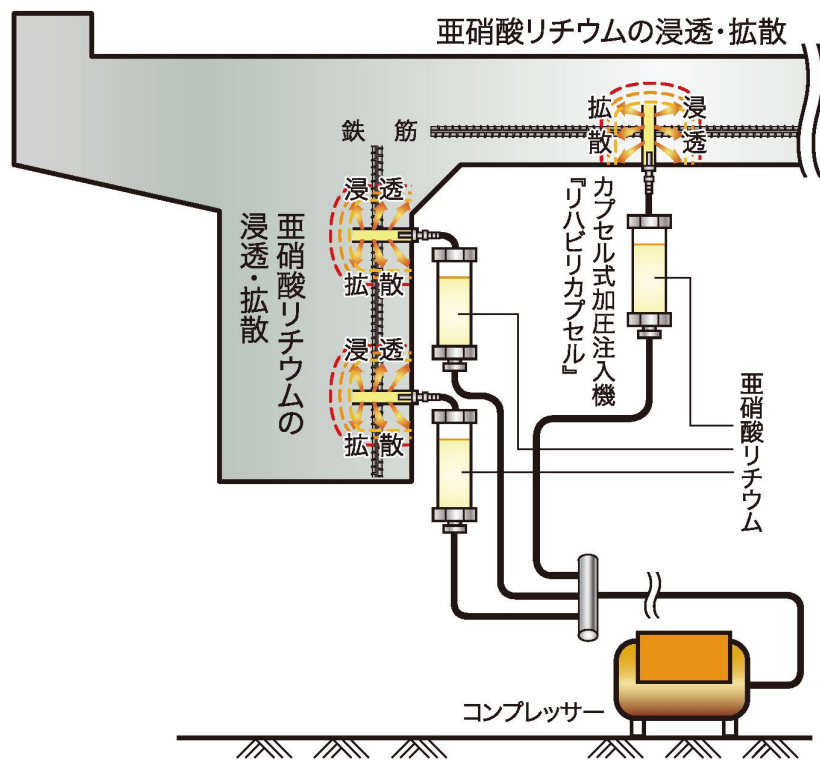 亜硝酸リチウムの浸透・拡散
拡 浸
散 透
鉄 筋
浸 透
拡 散
亜硝酸リチウムの
浸透・拡散
浸 透
拡 散
カプセル式加圧注入機
『リハビリカプセル』
亜硝酸リチウム
コンプレッサー